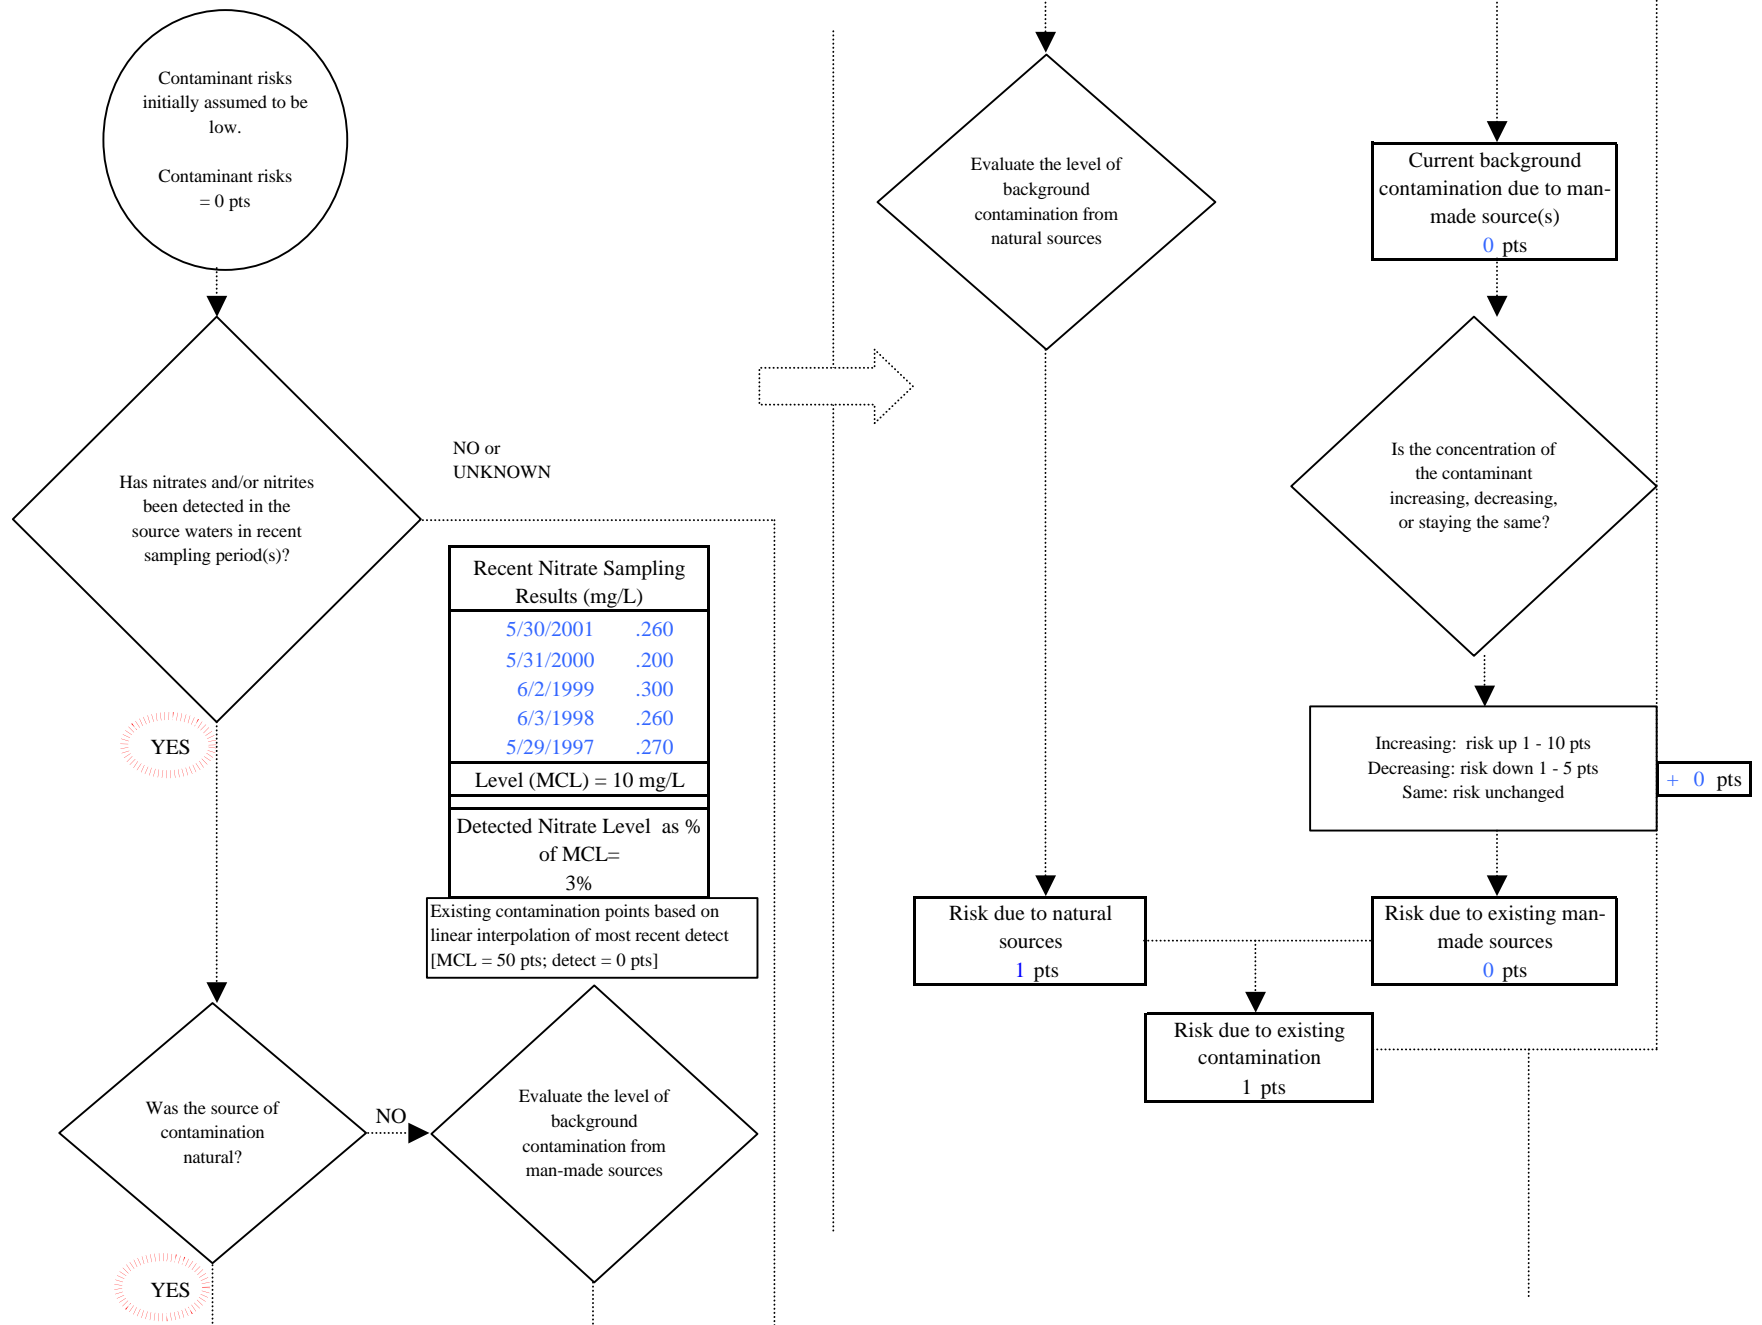 Contaminant risks
initially assumed to be
low.
Contaminant risks
= 0 pts
Has nitrates and/or nitrites
been detected in the
source waters in recent
sampling period(s)?
NO or
UNKNOWN
YES
Recent Nitrate Sampling
Results (mg/L)
5/30/2001 .260
5/31/2000 .200
6/2/1999 .300
6/3/1998 .260
5/29/1997 .270
Level (MCL) = 10 mg/L
Detected Nitrate Level as %
of MCL=
3%
Existing contamination points based on
linear interpolation of most recent detect
[MCL = 50 pts; detect = 0 pts]
Was the source of
contamination
natural?
NO
Evaluate the level of
background
contamination from
man-made sources
YES
Evaluate the level of
background
contamination from
natural sources
Current background
contamination due to man-
made source(s)
0 pts
Is the concentration of
the contaminant
increasing, decreasing,
or staying the same?
Increasing: risk up 1 - 10 pts
Decreasing: risk down 1 - 5 pts
Same: risk unchanged
+ 0 pts
Risk due to natural
sources
1 pts
Risk due to existing man-
made sources
0 pts
Risk due to existing
contamination
1 pts